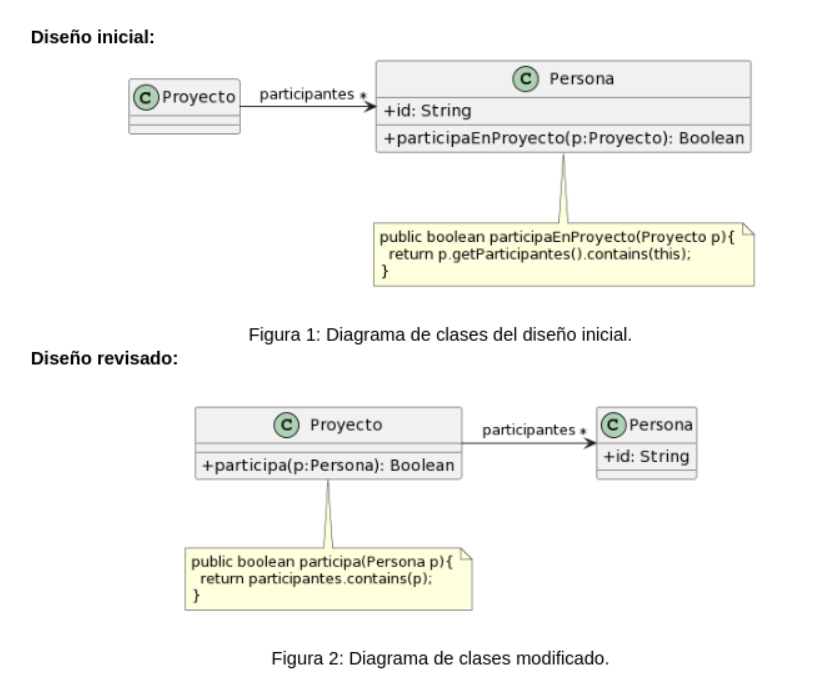 Diseño inicial:
C Persona
C Proyecto
participantes *
+id: String
+participaEnProyecto(p:Proyecto): Boolean
public boolean participaEnProyecto(Proyecto p){
return p.getParticipantes().contains(this);
}
Figura 1: Diagrama de clases del diseño inicial.
Diseño revisado:
C Proyecto
participantes *
C Persona
+id: String
+participa(p:Persona): Boolean
public boolean participa(Persona p){
return participantes.contains(p);
}
Figura 2: Diagrama de clases modificado.